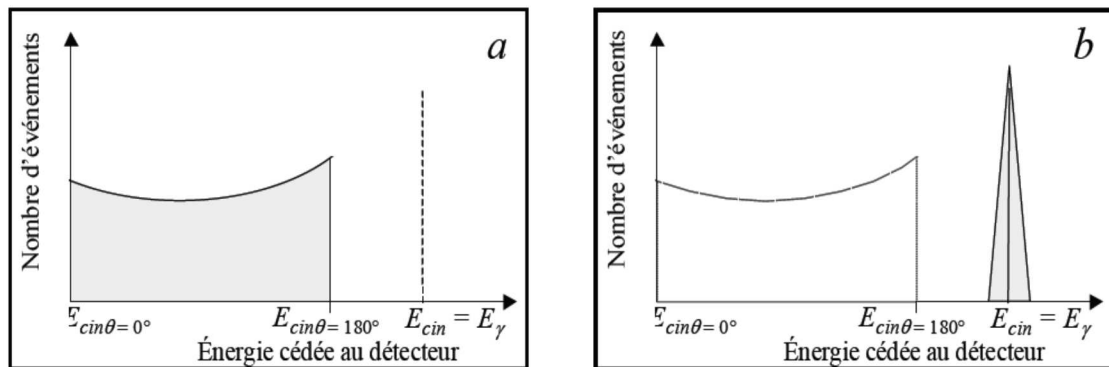 Nombre d'événements
a
E_{cinθ = 0°}
E_{cinθ = 180°}
E_{cin} = E_γ
Énergie cédée au détecteur
Nombre d'événements
b
E_{cinθ = 0°}
E_{cinθ = 180°}
E_{cin} = E_γ
Énergie cédée au détecteur